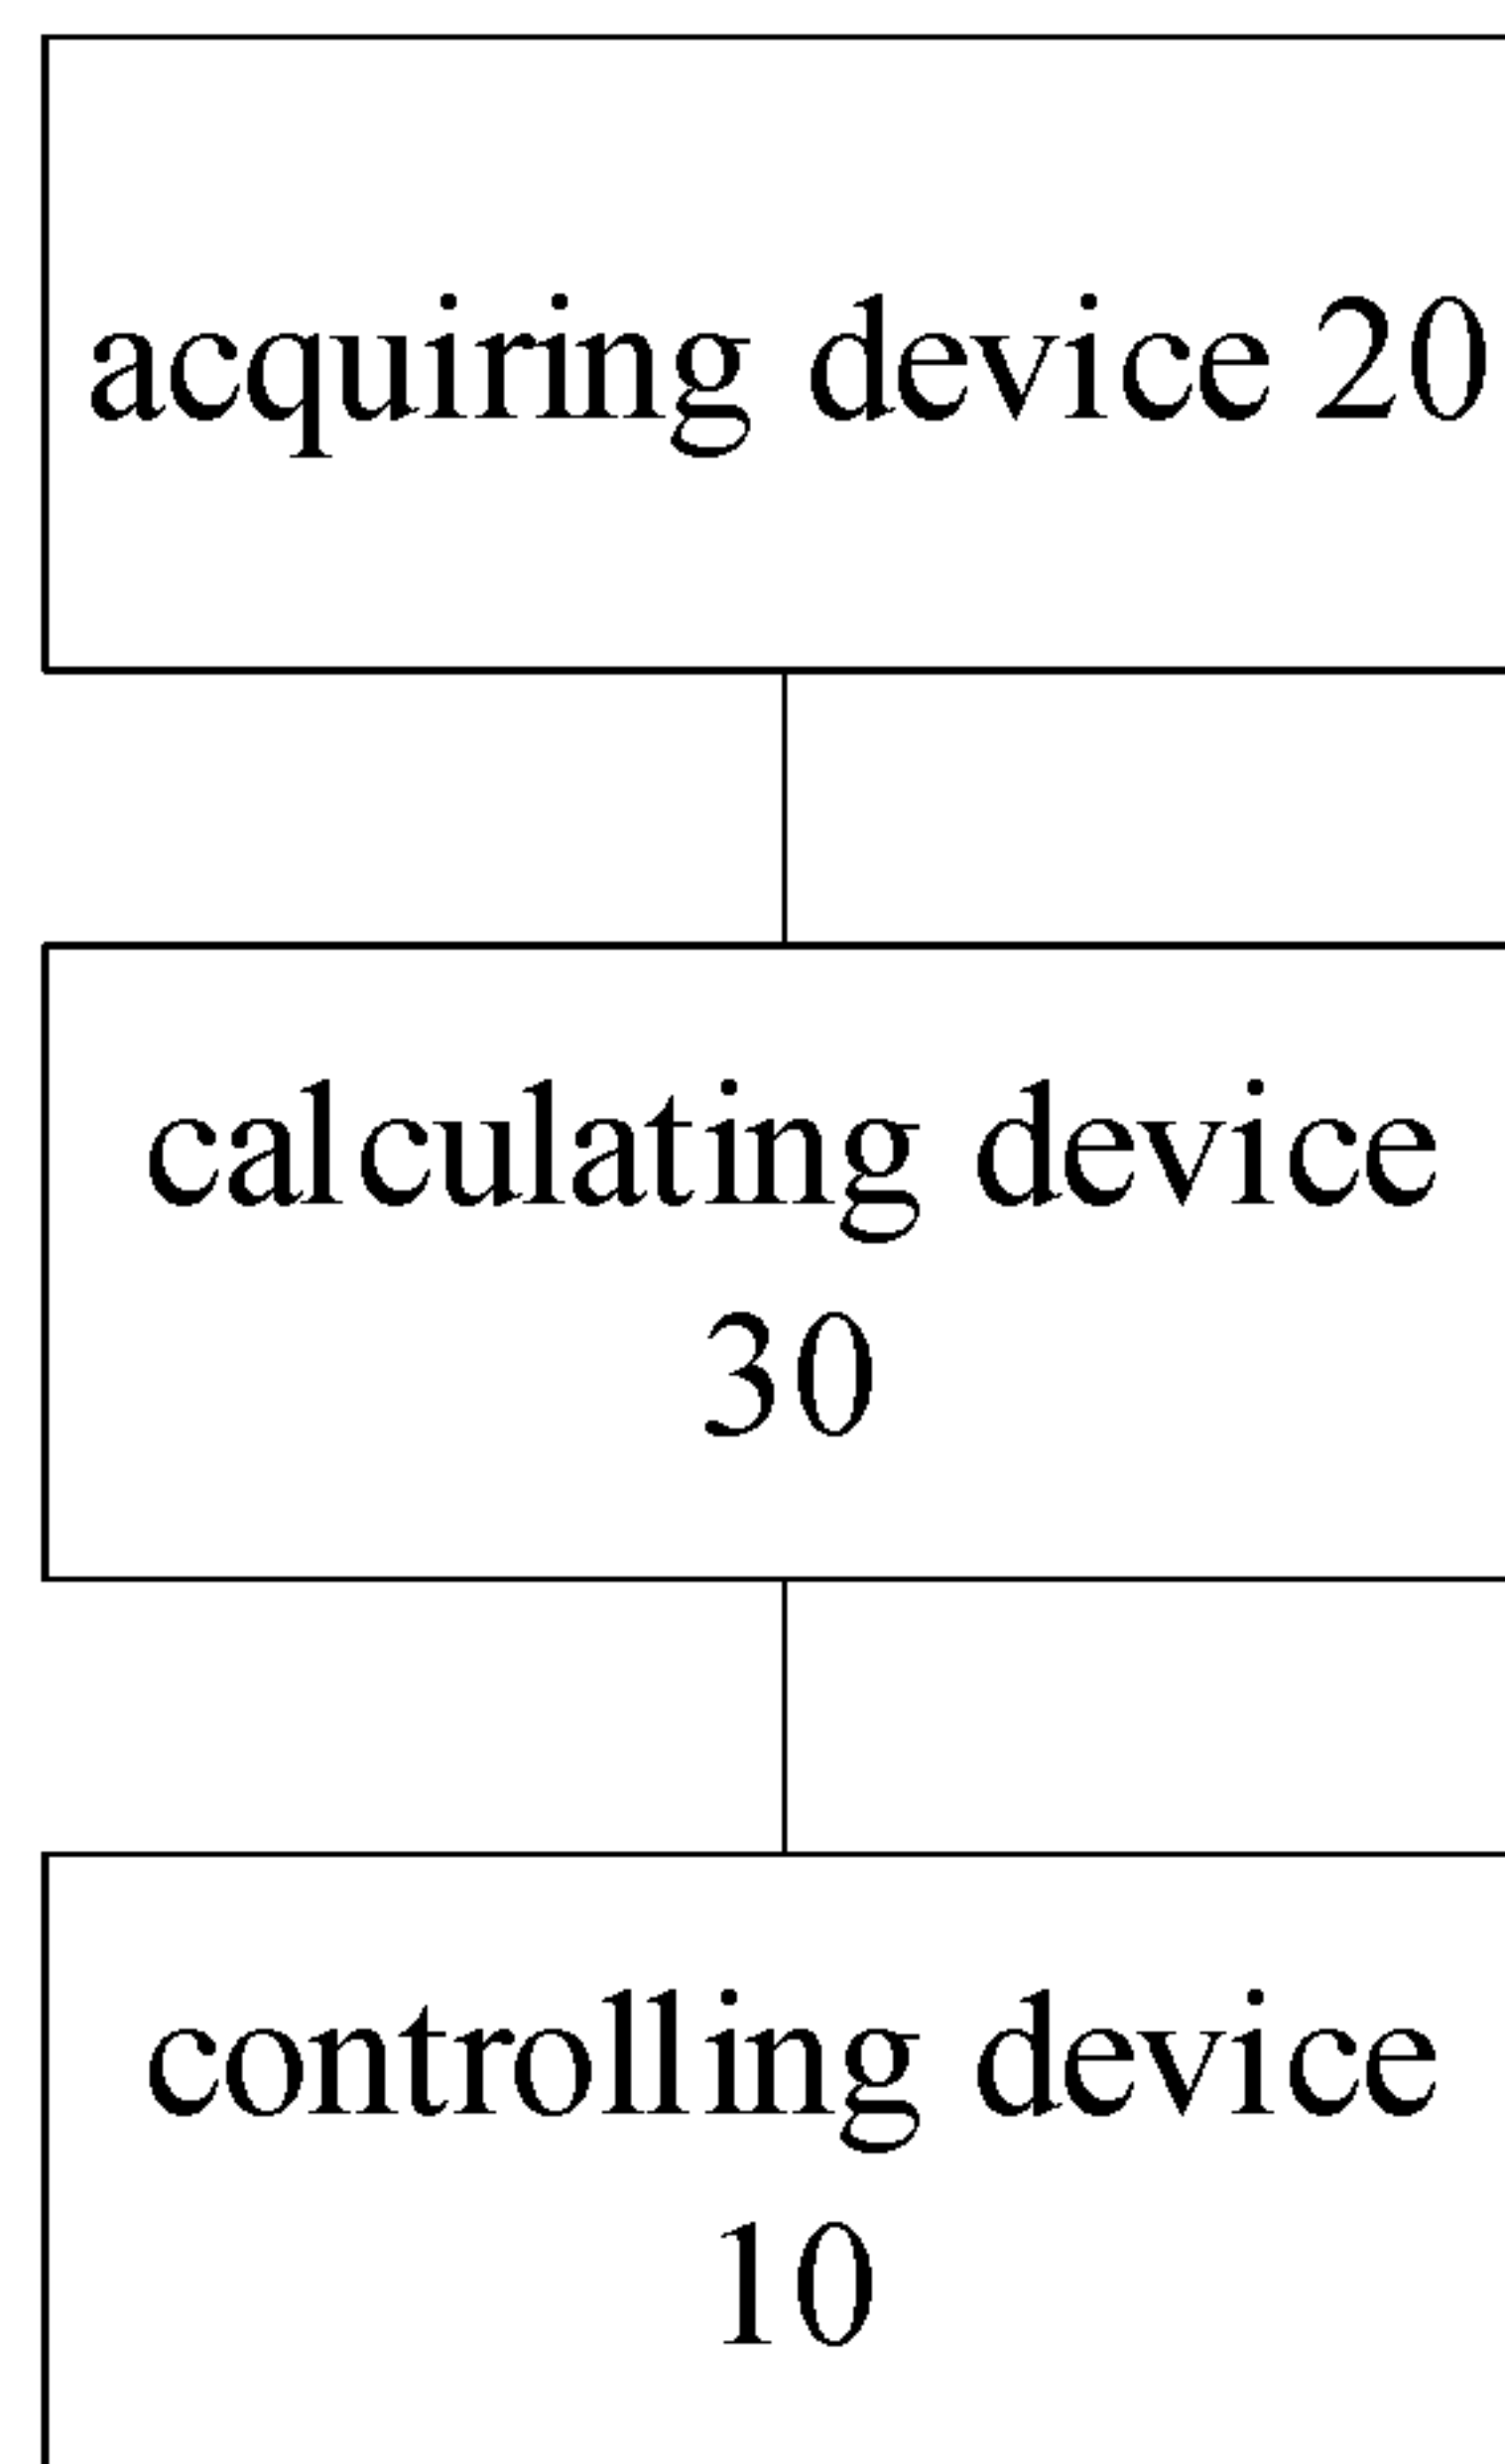 acquiring device 20
calculating device
30
controlling device
10